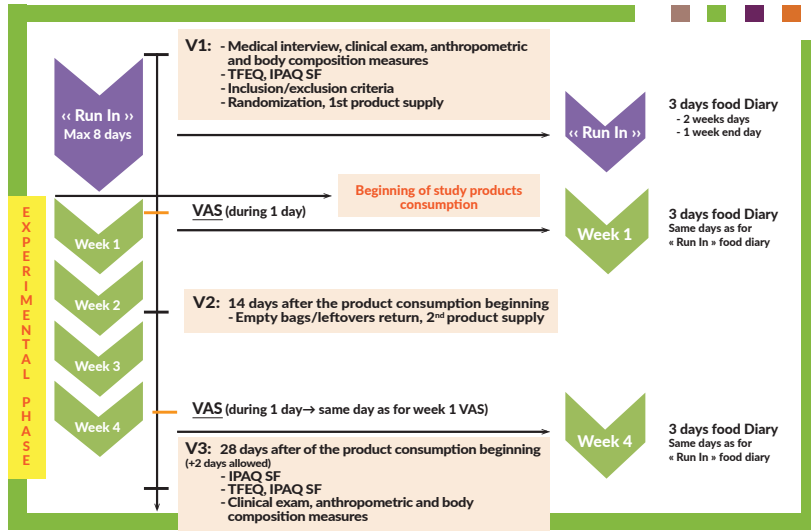 V1: - Medical interview, clinical exam, anthropometric
and body composition measures
- TFEQ, IPAQ SF
- Inclusion/exclusion criteria
- Randomization, 1st product supply
‹‹ Run In ››
Max 8 days
‹‹ Run In ››
3 days food Diary
- 2 weeks days
- 1 week end day
Beginning of study products
consumption
EXPERIMENTAL PHASE
VAS (during 1 day)
Week 1
Week 1
3 days food Diary
Same days as for
« Run In » food diary
Week 2
V2: 14 days after the product consumption beginning
- Empty bags/leftovers return, 2nd product supply
Week 3
Week 4
VAS (during 1 day→ same day as for week 1 VAS)
Week 4
3 days food Diary
Same days as for
« Run In » food diary
V3: 28 days after of the product consumption beginning
(+2 days allowed)
- IPAQ SF
- TFEQ, IPAQ SF
- Clinical exam, anthropometric and body
composition measures